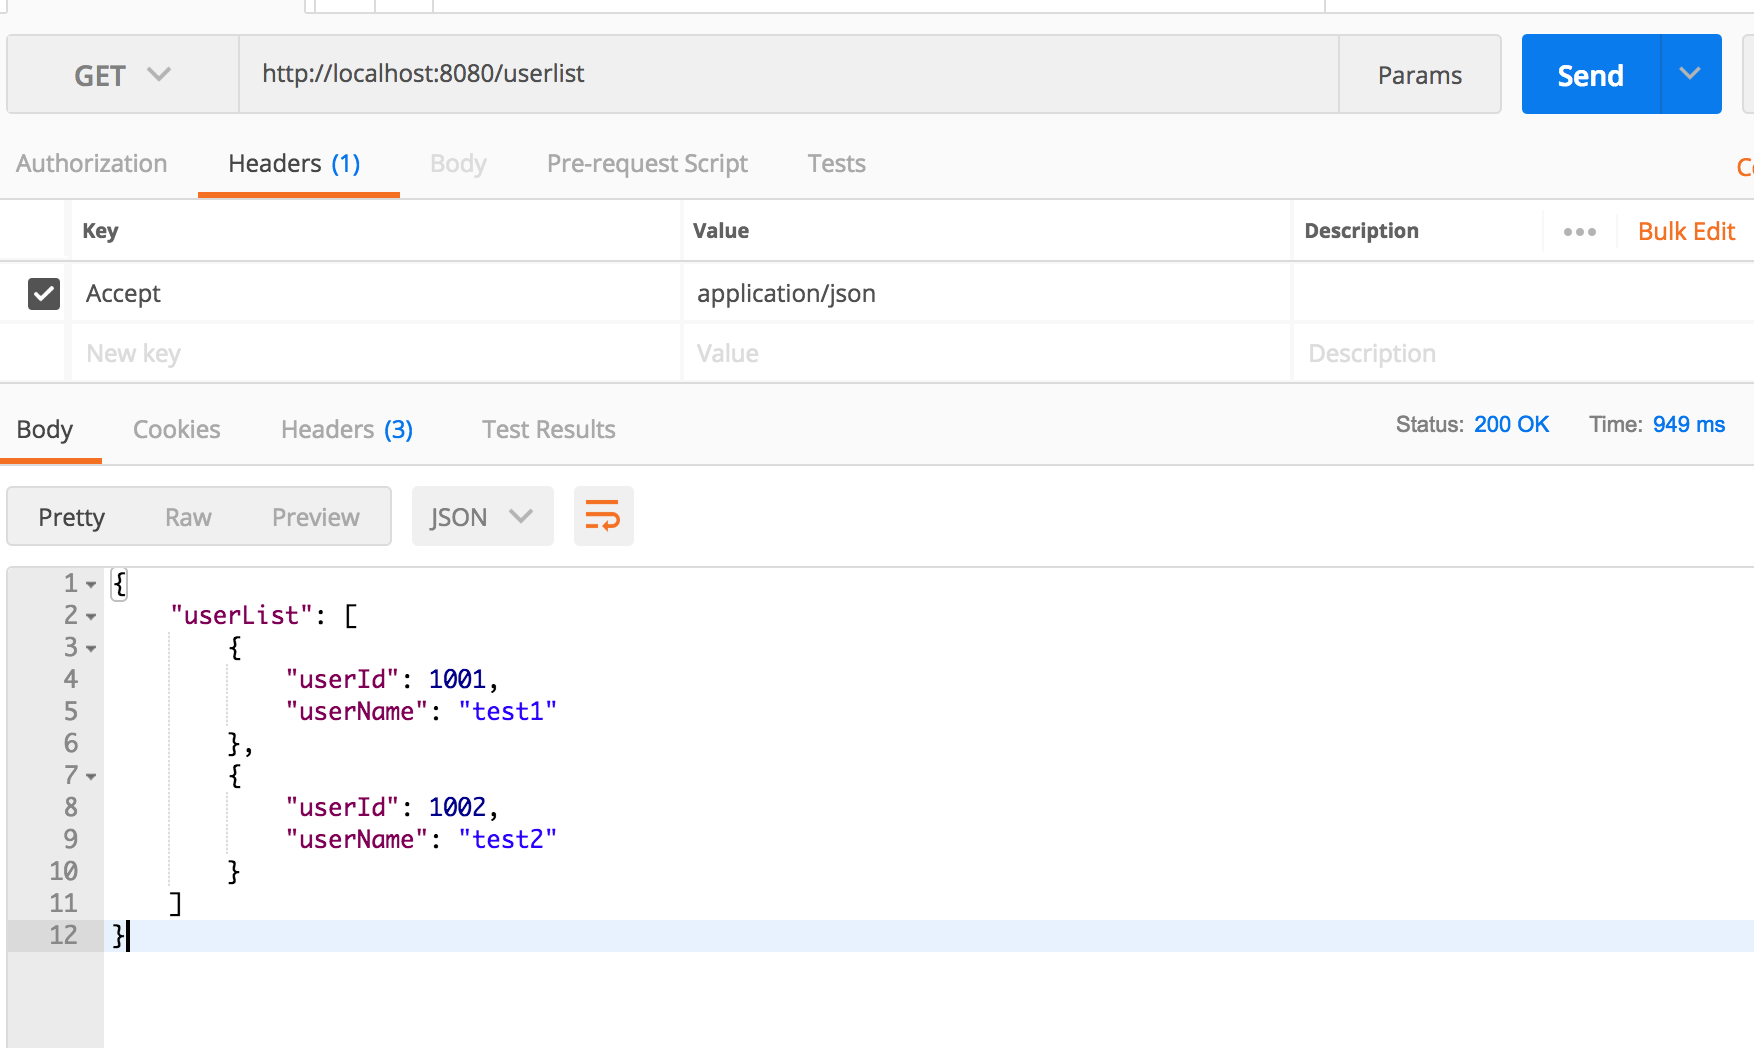 GET http://localhost:8080/userlist Params Send
Authorization Headers (1) Body Pre-request Script Tests
Key Value Description Bulk Edit
Accept application/json
New key Value Description
Body Cookies Headers (3) Test Results Status: 200 OK Time: 949 ms
Pretty Raw Preview JSON
1 {
2 "userList": [
3 {
4 "userId": 1001,
5 "userName": "test1"
6 },
7 {
8 "userId": 1002,
9 "userName": "test2"
10 }
11 ]
12 }